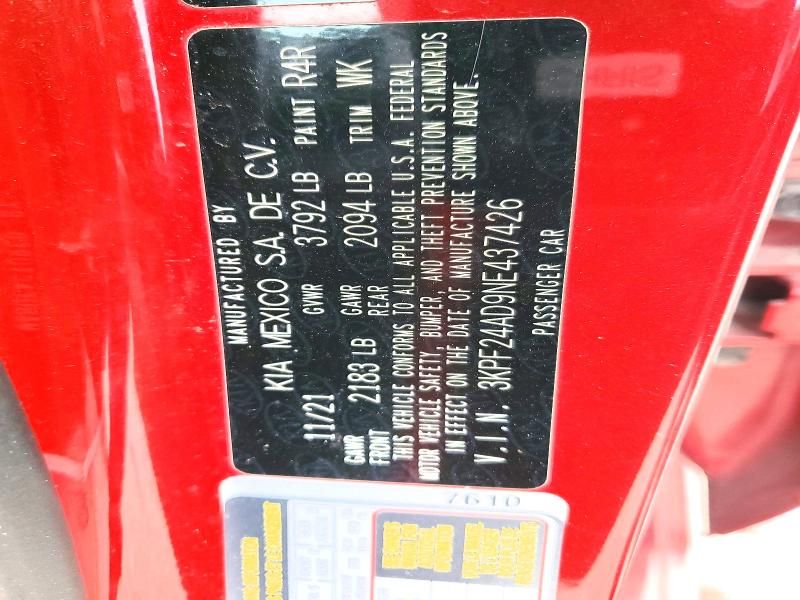 MANUFACTURED BY
KIA MEXICO S.A. DE C.V.
11/21 GVWR 3792 LB PAINT R4R
GAWR FRONT 2183 LB GAWR REAR 2094 LB TRIM WK
THIS VEHICLE CONFORMS TO ALL APPLICABLE U.S.A. FEDERAL
MOTOR VEHICLE SAFETY, BUMPER, AND THEFT PREVENTION STANDARDS
IN EFFECT ON THE DATE OF MANUFACTURE SHOWN ABOVE.
V.I.N. 3KPF24AD9NE437426
PASSENGER CAR
7610